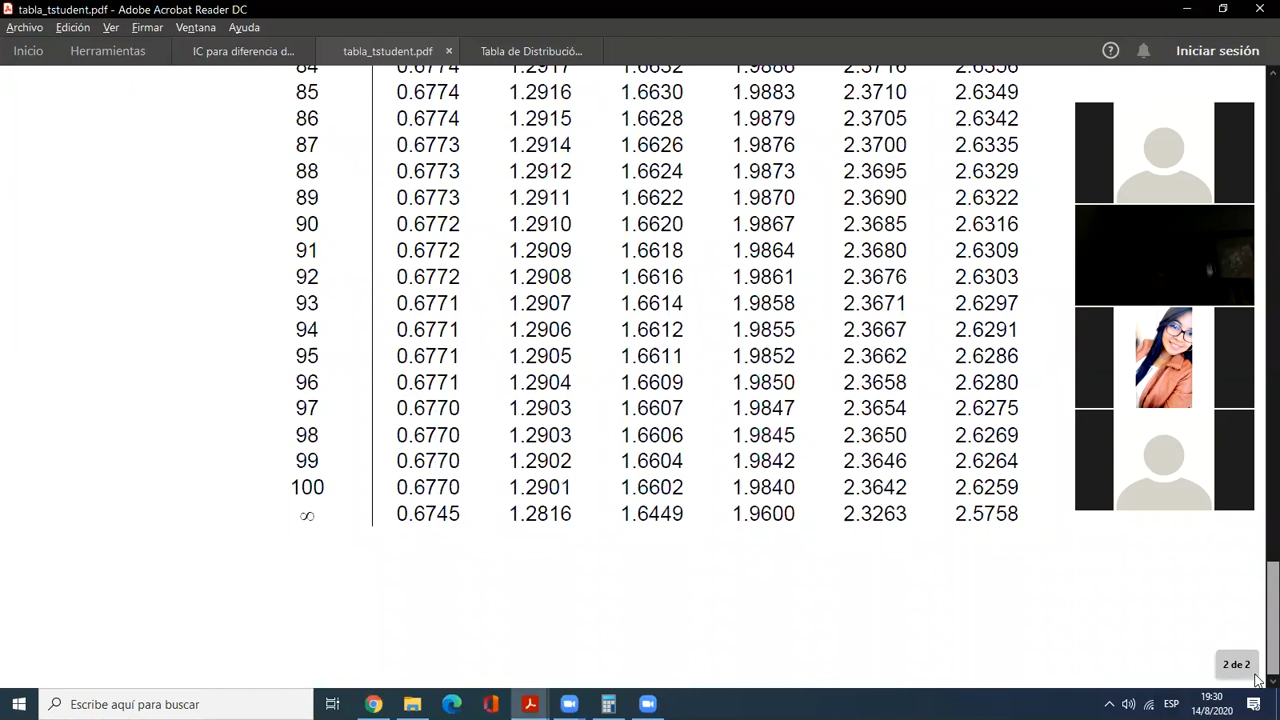 tabla_tstudent.pdf - Adobe Acrobat Reader DC
Archivo Edición Ver Firmar Ventana Ayuda
Inicio Herramientas IC para diferencia d... tabla_tstudent.pdf × Tabla de Distribució... ? Iniciar sesión
84 0.6774 1.2917 1.6632 1.9886 2.3716 2.6356
85 0.6774 1.2916 1.6630 1.9883 2.3710 2.6349
86 0.6774 1.2915 1.6628 1.9879 2.3705 2.6342
87 0.6773 1.2914 1.6626 1.9876 2.3700 2.6335
88 0.6773 1.2912 1.6624 1.9873 2.3695 2.6329
89 0.6773 1.2911 1.6622 1.9870 2.3690 2.6322
90 0.6772 1.2910 1.6620 1.9867 2.3685 2.6316
91 0.6772 1.2909 1.6618 1.9864 2.3680 2.6309
92 0.6772 1.2908 1.6616 1.9861 2.3676 2.6303
93 0.6771 1.2907 1.6614 1.9858 2.3671 2.6297
94 0.6771 1.2906 1.6612 1.9855 2.3667 2.6291
95 0.6771 1.2905 1.6611 1.9852 2.3662 2.6286
96 0.6771 1.2904 1.6609 1.9850 2.3658 2.6280
97 0.6770 1.2903 1.6607 1.9847 2.3654 2.6275
98 0.6770 1.2903 1.6606 1.9845 2.3650 2.6269
99 0.6770 1.2902 1.6604 1.9842 2.3646 2.6264
100 0.6770 1.2901 1.6602 1.9840 2.3642 2.6259
∞ 0.6745 1.2816 1.6449 1.9600 2.3263 2.5758
2 de 2
Escribe aquí para buscar
ESP
19:30
14/8/2020